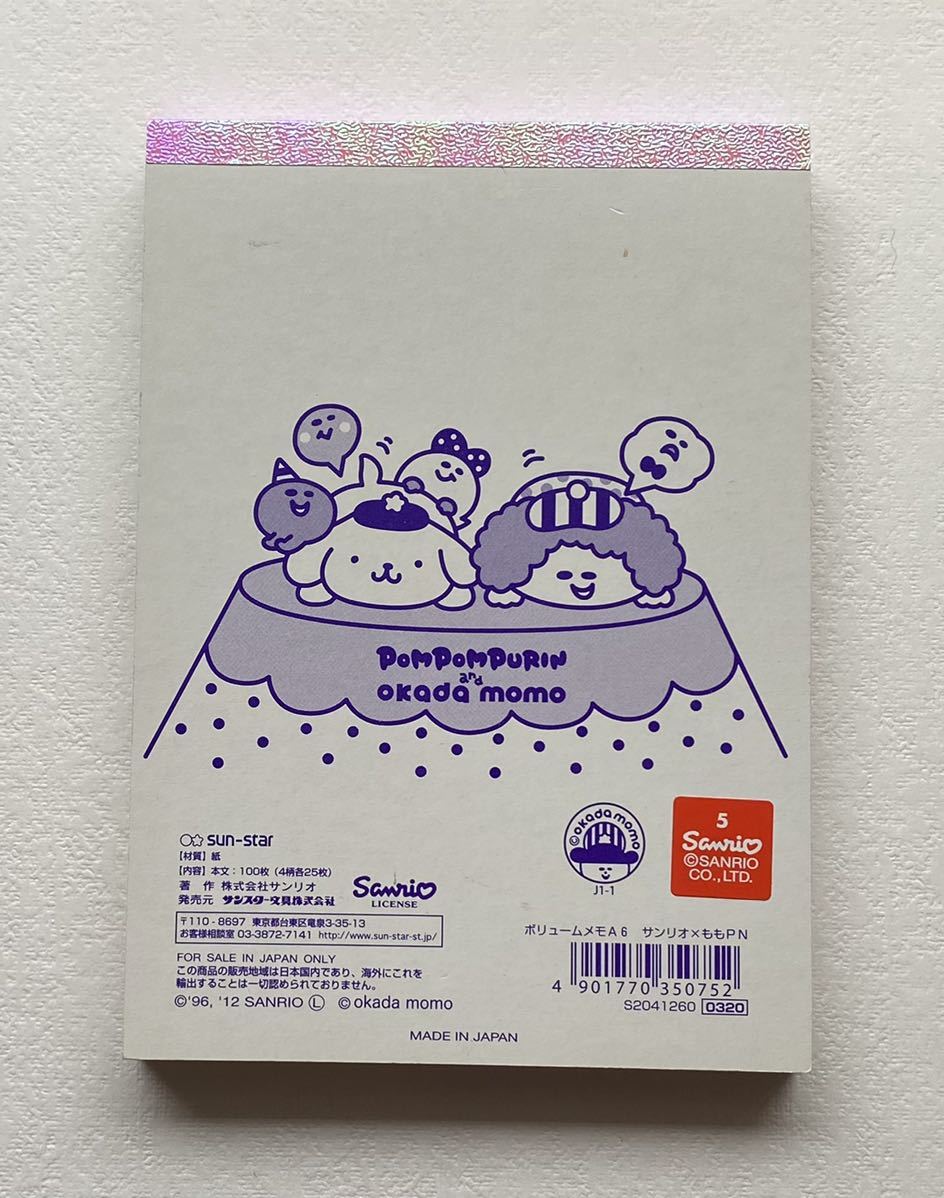 POMPOMPURIN
and
okada momo
sun-star
【材質】紙
【内容】本文:100枚（4柄各25枚）
著 作 株式会社サンリオ
発売元 サンスター文具株式会社
Sanrio
LICENSE
〒110-8697 東京都台東区竜泉3-35-13
お客様相談室 03-3872-7141 http://www.sun-star-st.jp/
FOR SALE IN JAPAN ONLY
この商品の販売地域は日本国内であり、海外にこれを
輸出することは一切認められておりません。
©'96, '12 SANRIO Ⓛ ©okada momo
©okada momo
J1-1
5
Sanrio
©SANRIO
CO., LTD.
ボリュームメモA6 サンリオ×ももPN
4 901770 350752
S2041260 0320
MADE IN JAPAN